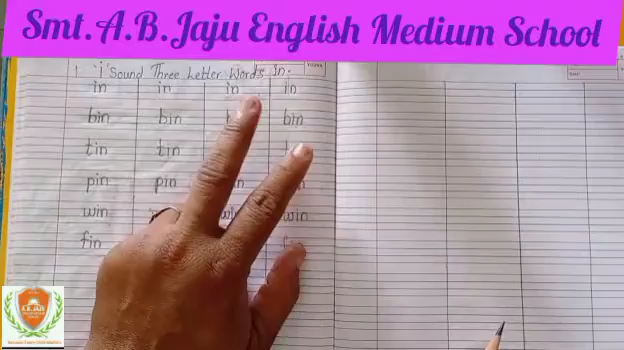 Smt.A.B.Jaju English Medium School
1 'i' Sound Three Letter Words in.
in in in in
bin bin bin
tin tin
pin pin
win win
fin